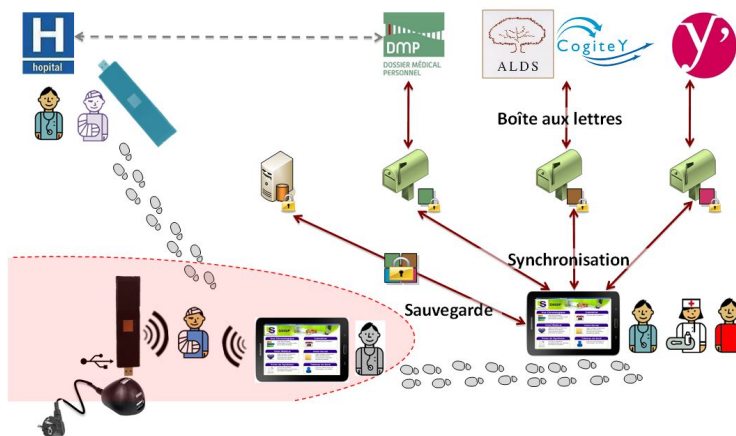 H
hopital
DMP
DOSSIER MÉDICAL
PERSONNEL
ALDS
CogiteY
y'
Boîte aux lettres
Synchronisation
Sauvegarde